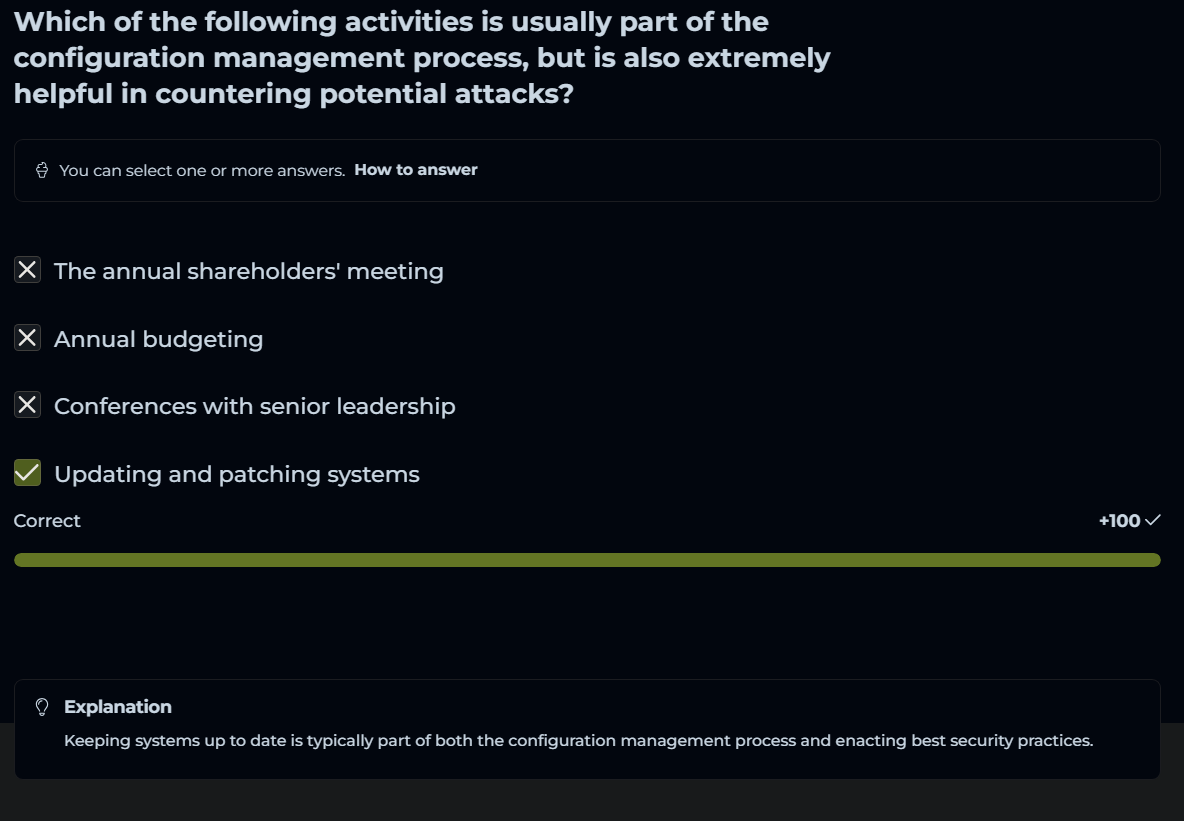 Which of the following activities is usually part of the
configuration management process, but is also extremely
helpful in countering potential attacks?
You can select one or more answers. How to answer
The annual shareholders' meeting
Annual budgeting
Conferences with senior leadership
Updating and patching systems
Correct +100
Explanation
Keeping systems up to date is typically part of both the configuration management process and enacting best security practices.